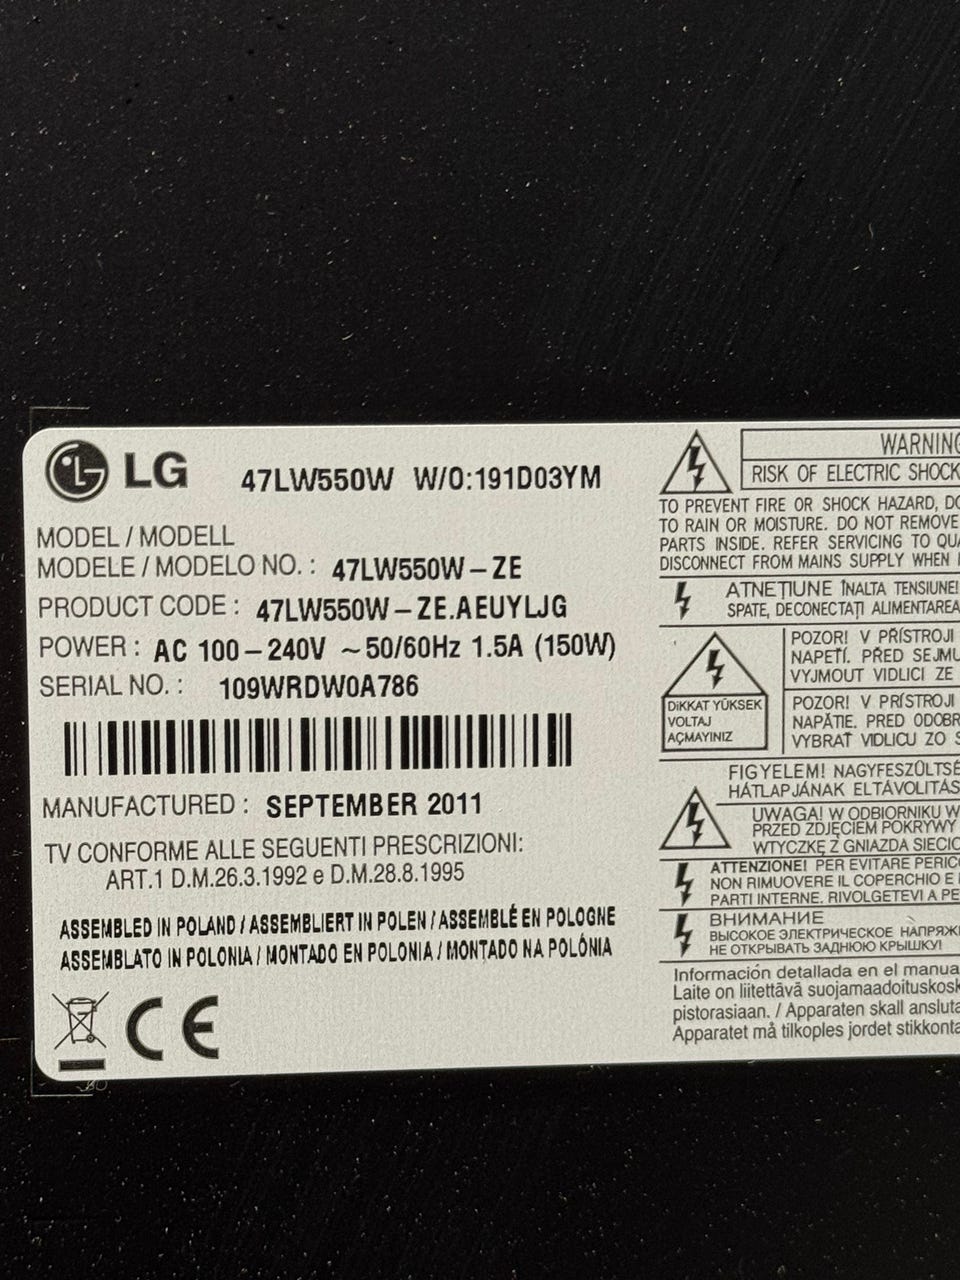 LG 47LW550W W/O:191D03YM
MODEL / MODELL
MODELE / MODELO NO. : 47LW550W-ZE
PRODUCT CODE : 47LW550W-ZE.AEUYLJG
POWER : AC 100-240V ~50/60Hz 1.5A (150W)
SERIAL NO. : 109WRDW0A786
MANUFACTURED : SEPTEMBER 2011
TV CONFORME ALLE SEGUENTI PRESCRIZIONI:
ART.1 D.M.26.3.1992 e D.M.28.8.1995
ASSEMBLED IN POLAND / ASSEMBLIERT IN POLEN / ASSEMBLÉ EN POLOGNE
ASSEMBLATO IN POLONIA / MONTADO EN POLONIA / MONTADO NA POLÓNIA
CE
WARNING
RISK OF ELECTRIC SHOCK
TO PREVENT FIRE OR SHOCK HAZARD, DO
TO RAIN OR MOISTURE. DO NOT REMOVE
PARTS INSIDE. REFER SERVICING TO
DISCONNECT FROM MAINS SUPPLY WHEN
ATNEȚIUNE ÎNALTA TENSIUNE!
SPATE, DECONECTAȚI ALIMENTAREA
POZOR! V PŘÍSTROJI
NAPETÍ. PŘED SEJMU
VYJMOUT VIDLICI ZE
DİKKAT YÜKSEK
VOLTAJ
AÇMAYINIZ
POZOR! V PRÍSTROJI
NAPÁTIE. PRED ODOBR
VYBRAŤ VIDLICU ZO
FIGYELEM! NAGYFESZÜLTSÉ
HÁTLAPJÁNAK ELTÁVOLITÁS
UWAGA! W ODBIORNIKU W
PRZED ZDJĘCIEM POKRYWY
WTYCZKĘ Z GNIAZDA SIECIO
ATTENZIONE! PER EVITARE PERICO
NON RIMUOVERE IL COPERCHIO E
PARTI INTERNE. RIVOLGETEVI A PE
ВНИМАНИЕ
ВЫСОКОЕ ЭЛЕКТРИЧЕСКОЕ НАПРЯЖ
НЕ ОТКРЫВАТЬ ЗАДНЮЮ КРЫШКУ!
Información detallada en el manua
Laite on liitettävä suojamaadoituskosk
pistorasiaan. / Apparaten skall ansluta
Apparatet må tilkoples jordet stikkonta